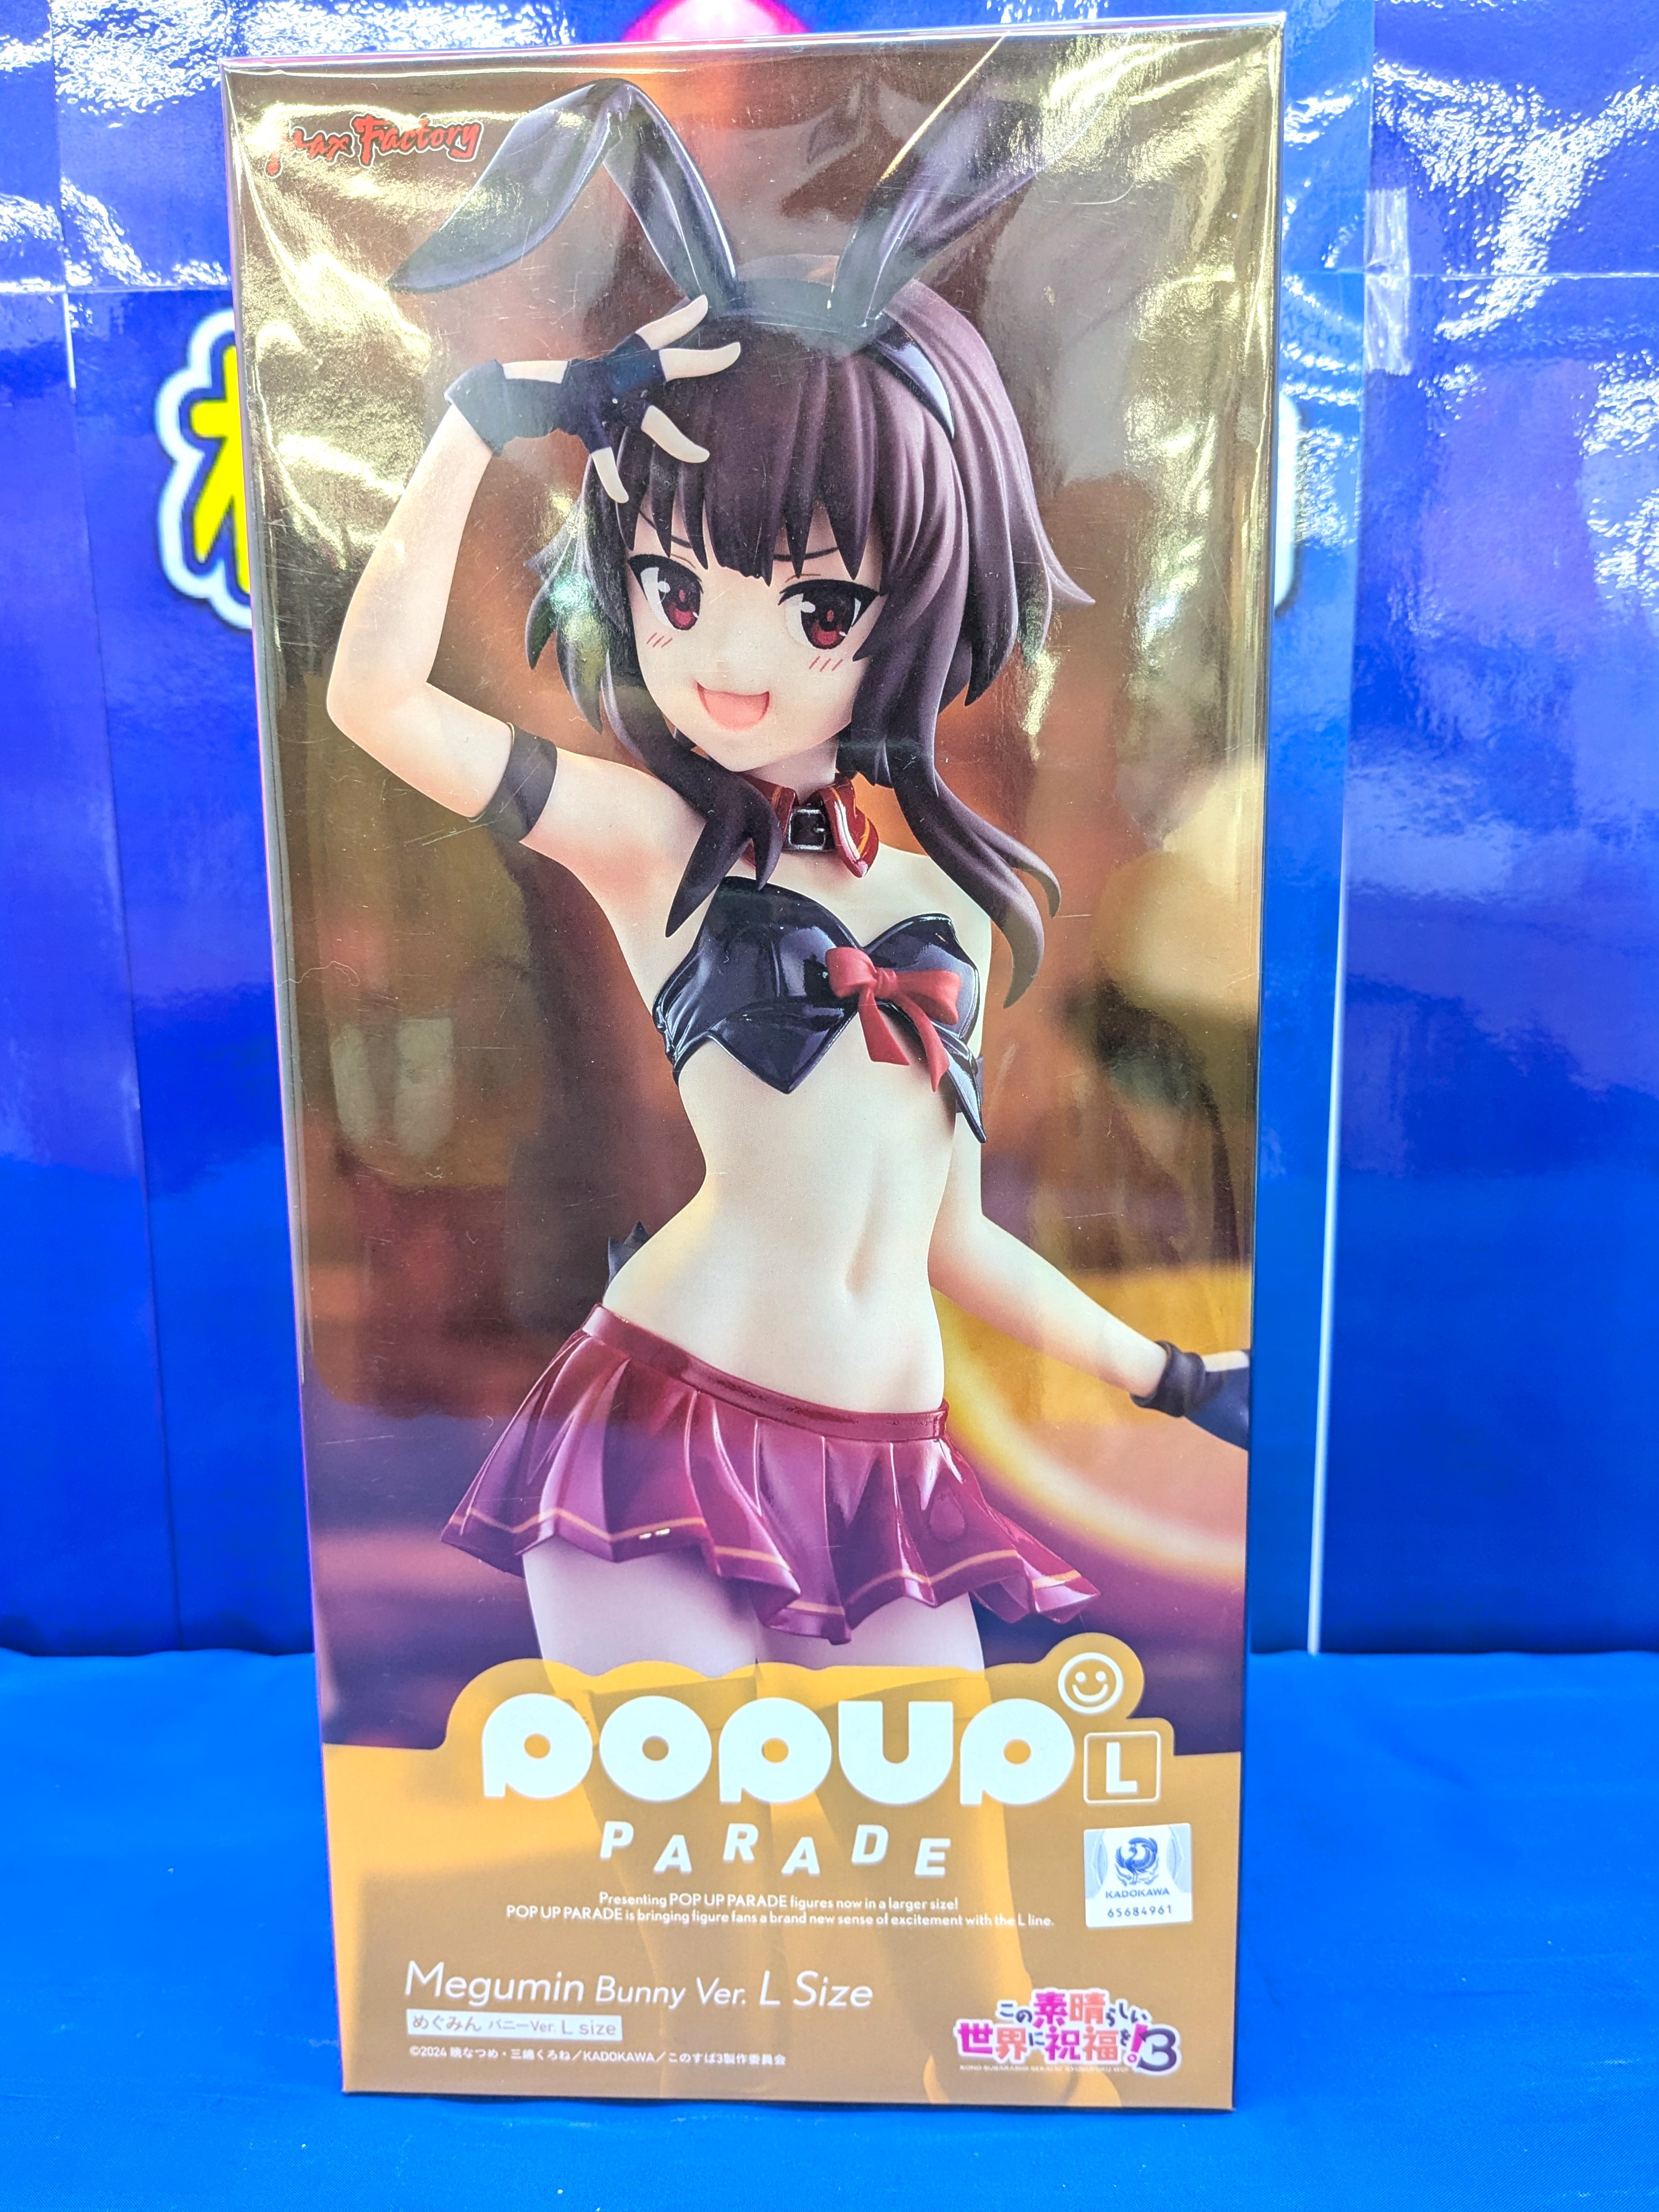 Max Factory
POPUP
L
PARADE
Presenting POP UP PARADE figures now in a larger size!
POP UP PARADE is bringing figure fans a brand new sense of excitement with the L line.
KADOKAWA
65684961
Megumin Bunny Ver. L Size
めぐみん バニーVer. L size
©2024 暁なつめ・三嶋くろね／KADOKAWA／このすば3製作委員会
この素晴らしい
世界に祝福を!3